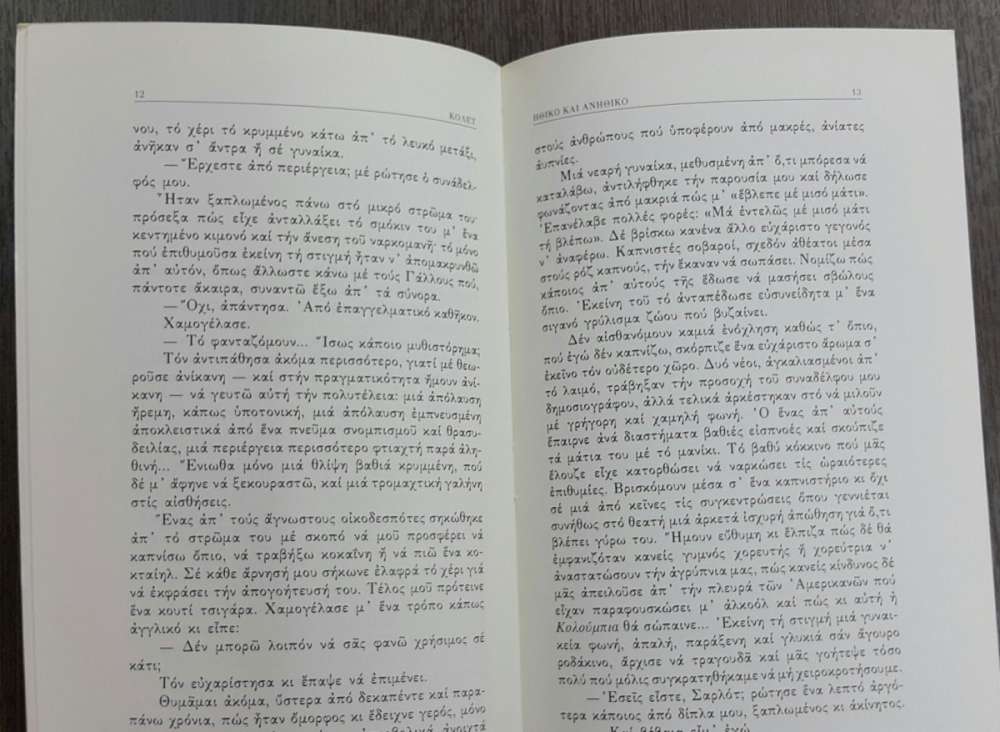 12
ΚΟΛΕΤ
νου, τό χέρι τό κρυμμένο κάτω ἀπ᾿ τό λευκό μετάξι,
ἀνῆκαν σ᾿ ἄντρα ἤ σέ γυναίκα.
— Ἔρχεστε ἀπό περιέργεια; μέ ρώτησε ὁ συνάδελ-
φός μου.
Ἦταν ξαπλωμένος πάνω στό μικρό στρῶμα του·
πρόσεξα πώς εἶχε ἀνταλλάξει τό σμόκιν του μ᾿ ἕνα
κεντημένο κιμονό καί τήν ἄνεση τοῦ ναρκομανῆ· τό μόνο
πού ἐπιθυμοῦσα ἐκείνη τή στιγμή ἦταν ν᾿ ἀπομακρυνθῶ
ἀπ᾿ αὐτόν, ὅπως ἄλλωστε κάνω μέ τούς Γάλλους πού,
πάντοτε ἄκαιρα, συναντῶ ἔξω ἀπ᾿ τά σύνορα.
— Ὄχι, ἀπάντησα. Ἀπό ἐπαγγελματικό καθῆκον.
Χαμογέλασε.
— Τό φανταζόμουν... Ἴσως κάποιο μυθιστόρημα;
Τόν ἀντιπάθησα ἀκόμα περισσότερο, γιατί μέ θεω-
ροῦσε ἀνίκανη — καί στήν πραγματικότητα ἤμουν ἀνί-
κανη — νά γευτῶ αὐτή τήν πολυτέλεια: μιά ἀπόλαυση
ἤρεμη, κάπως ὑποτονική, μιά ἀπόλαυση ἐμπνευσμένη
ἀποκλειστικά ἀπό ἕνα πνεῦμα σνομπισμοῦ καί θρασυ-
δειλίας, μιά περιέργεια περισσότερο φτιαχτή παρά ἀλη-
θινή... Ἔνιωθα μόνο μιά θλίψη βαθιά κρυμμένη, πού
δέ μ᾿ ἄφηνε νά ξεκουραστῶ, καί μιά τρομαχτική γαλήνη
στίς αἰσθήσεις.
Ἕνας ἀπ᾿ τούς ἄγνωστους οἰκοδεσπότες σηκώθηκε
ἀπ᾿ τό στρῶμα του μέ σκοπό νά μοῦ προσφέρει νά
καπνίσω ὄπιο, νά τραβήξω κοκαΐνη ἤ νά πιῶ ἕνα κο-
κταίηλ. Σέ κάθε ἄρνησή μου σήκωνε ἐλαφρά τό χέρι γιά
νά ἐκφράσει τήν ἀπογοήτευσή του. Τέλος μοῦ πρότεινε
ἕνα κουτί τσιγάρα. Χαμογέλασε μ᾿ ἕνα τρόπο κάπως
ἀγγλικό κι εἶπε:
— Δέν μπορῶ λοιπόν νά σᾶς φανῶ χρήσιμος σέ
κάτι;
Τόν εὐχαρίστησα κι ἔπαψε νά ἐπιμένει.
Θυμᾶμαι ἀκόμα, ὕστερα ἀπό δεκαπέντε καί παρα-
πάνω χρόνια, πώς ἦταν ὄμορφος κι ἔδειχνε γερός, μόνο
ἀνοιχτά
ΗΘΙΚΟ ΚΑΙ ΑΝΗΘΙΚΟ
13
στούς ἀνθρώπους πού ὑποφέρουν ἀπό μακρές, ἀνίατες
ἀυπνίες.
Μιά νεαρή γυναίκα, μεθυσμένη ἀπ᾿ ὅ,τι μπόρεσα νά
καταλάβω, ἀντιλήφθηκε τήν παρουσία μου καί δήλωσε
φωνάζοντας ἀπό μακριά πώς μ᾿ «ἔβλεπε μέ μισό μάτι».
Ἐπανέλαβε πολλές φορές: «Μά ἐντελῶς μέ μισό μάτι
τή βλέπω». Δέ βρίσκω κανένα ἄλλο εὐχάριστο γεγονός
ν᾿ ἀναφέρω. Καπνιστές σοβαροί, σχεδόν ἀθέατοι μέσα
στούς ρόζ καπνούς, τήν ἔκαναν νά σωπάσει. Νομίζω πώς
κάποιος ἀπ᾿ αὐτούς τῆς ἔδωσε νά μασήσει σβώλους
ὄπιο. Ἐκείνη τοῦ τό ἀνταπέδωσε εὐσυνείδητα μ᾿ ἕνα
σιγανό γρύλισμα ζώου πού βυζαίνει.
Δέν αἰσθανόμουν καμιά ἐνόχληση καθώς τ᾿ ὄπιο,
πού ἐγώ δέν καπνίζω, σκόρπιζε ἕνα εὐχάριστο ἄρωμα σ᾿
ἐκεῖνο τόν οὐδέτερο χῶρο. Δυό νέοι, ἀγκαλιασμένοι ἀπ᾿
τό λαιμό, τράβηξαν τήν προσοχή τοῦ συναδέλφου μου
δημοσιογράφου, ἀλλά τελικά ἀρκέστηκαν στό νά μιλοῦν
μέ γρήγορη καί χαμηλή φωνή. Ὁ ἕνας ἀπ᾿ αὐτούς
ἔπαιρνε ἀνά διαστήματα βαθιές εἰσπνοές καί σκούπιζε
τά μάτια του μέ τό μανίκι. Τό βαθύ κόκκινο πού μᾶς
ἔλουζε εἶχε κατορθώσει νά ναρκώσει τίς ὡραιότερες
ἐπιθυμίες. Βρισκόμουν μέσα σ᾿ ἕνα καπνιστήριο κι ὄχι
σέ μιά ἀπό κεῖνες τίς συγκεντρώσεις ὅπου γεννιέται
συνήθως στό θεατή μιά ἀρκετά ἰσχυρή ἀπώθηση γιά ὅ,τι
βλέπει γύρω του. Ἤμουν εὔθυμη κι ἔλπιζα πώς δέ θά
ἐμφανιζόταν κανείς γυμνός χορευτής ἤ χορεύτρια ν᾿
ἀναστατώσουν τήν ἀγρύπνια μας, πώς κανείς κίνδυνος δέ
μᾶς ἀπειλοῦσε ἀπ᾿ τήν πλευρά τῶν Ἀμερικανῶν πού
εἶχαν παραφουσκώσει μ᾿ ἀλκοόλ καί πώς κι αὐτή ἡ
Κολούμπια θά σώπαινε... Ἐκείνη τή στιγμή μιά γυναι-
κεία φωνή, ἀπαλή, παράξενη καί γλυκιά σάν ἄγουρο
ροδάκινο, ἄρχισε νά τραγουδᾶ καί μᾶς γοήτεψε τόσο
πολύ πού μόλις συγκρατηθήκαμε νά μή χειροκροτήσουμε.
— Ἐσεῖς εἶστε, Σαρλότ; ρώτησε ἕνα λεπτό ἀργό-
τερα κάποιος ἀπό δίπλα μου, ξαπλωμένος κι ἀκίνητος.